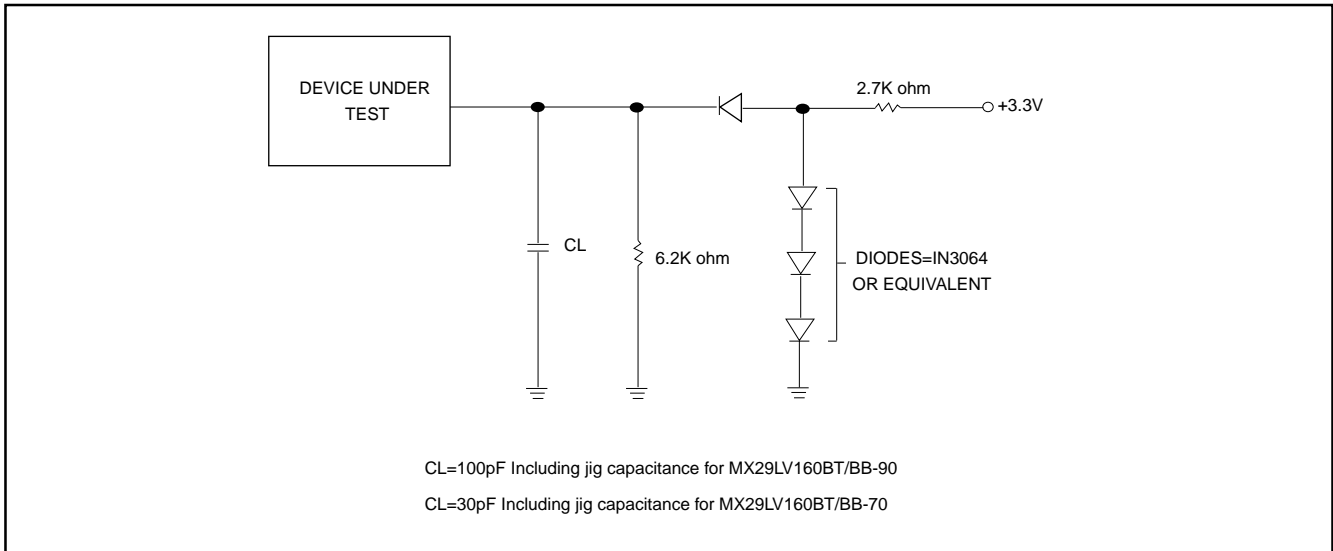 DEVICE UNDER
TEST
2.7K ohm
+3.3V
CL
6.2K ohm
DIODES=IN3064
OR EQUIVALENT
CL=100pF Including jig capacitance for MX29LV160BT/BB-90
CL=30pF Including jig capacitance for MX29LV160BT/BB-70